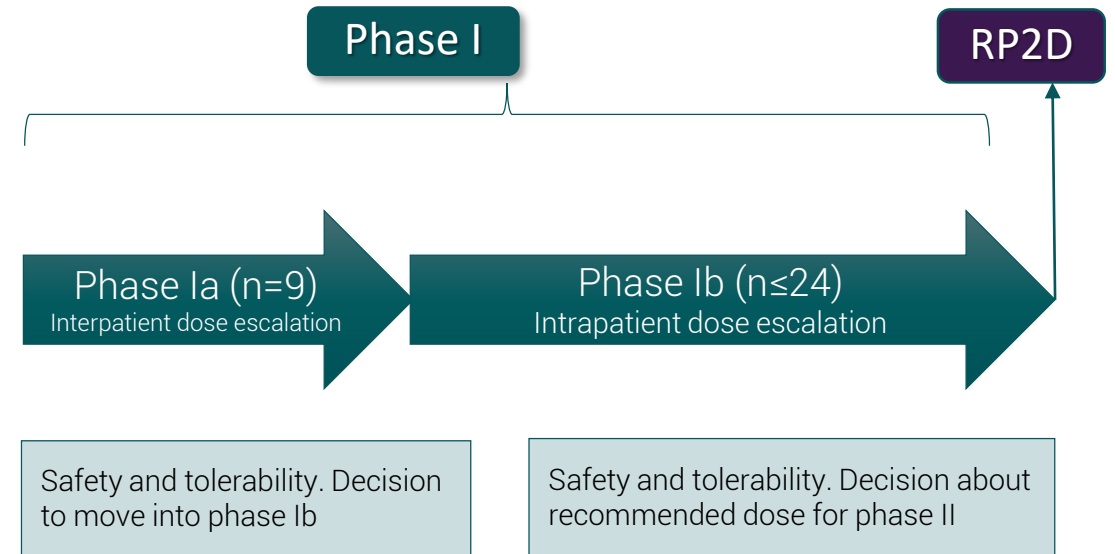 Phase I
RP2D
Phase Ia (n=9)
Interpatient dose escalation
Phase Ib (n≤24)
Intrapatient dose escalation
Safety and tolerability. Decision
to move into phase Ib
Safety and tolerability. Decision about
recommended dose for phase II